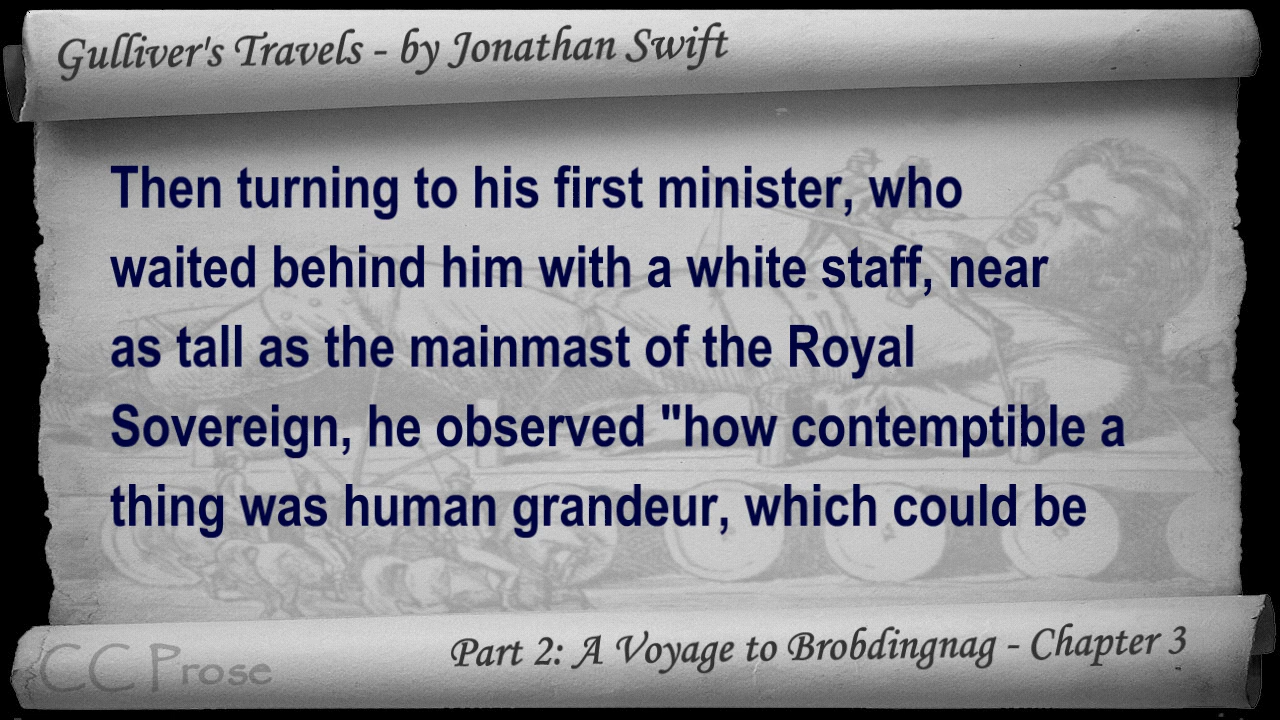 Gulliver's Travels - by Jonathan Swift
Then turning to his first minister, who
waited behind him with a white staff, near
as tall as the mainmast of the Royal
Sovereign, he observed "how contemptible a
thing was human grandeur, which could be
Part 2: A Voyage to Brobdingnag - Chapter 3
CC Prose